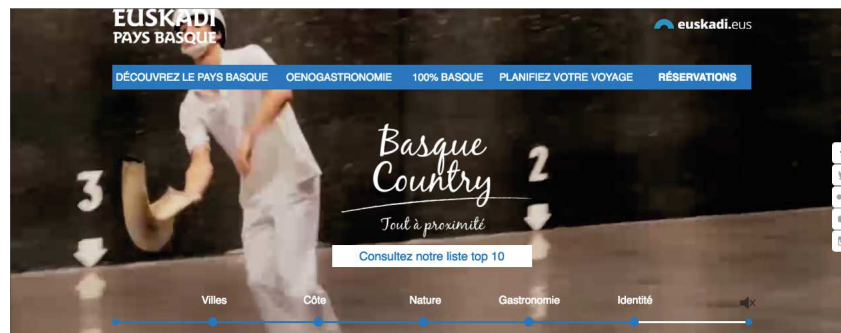 EUSKADI
PAYS BASQUE
euskadi.eus
DÉCOUVREZ LE PAYS BASQUE OENOGASTRONOMIE 100% BASQUE PLANIFIEZ VOTRE VOYAGE RÉSERVATIONS
Basque
Country
3
2
Tout à proximité
Consultez notre liste top 10
Villes Côte Nature Gastronomie Identité